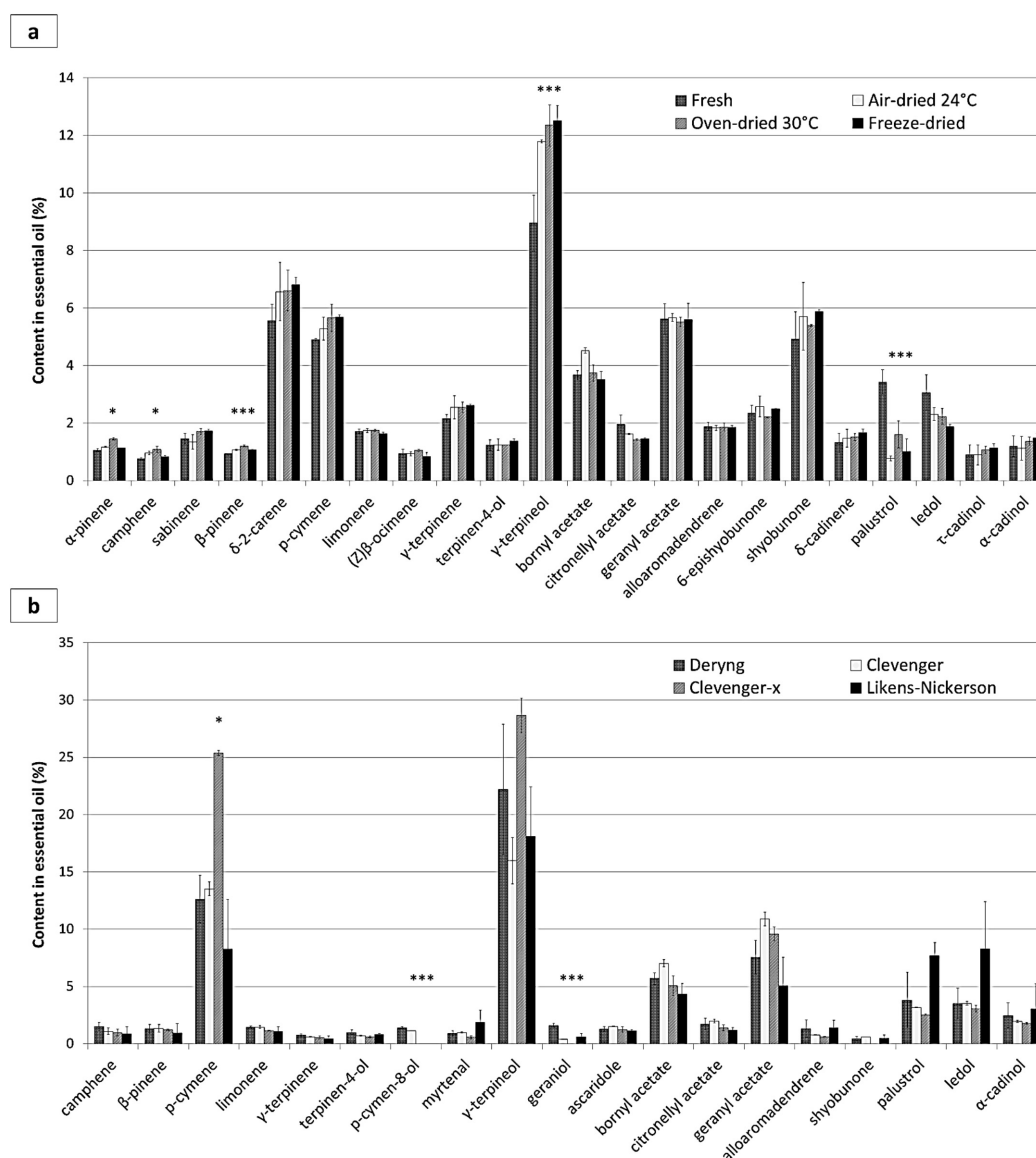 a
14
12
10
8
6
4
2
0
Content in essential oil (%)
Fresh
Air-dried 24°C
Oven-dried 30°C
Freeze-dried
*
*
***
***
***
α-pinene
camphene
sabinene
β-pinene
δ-2-carene
p-cymene
limonene
(Z)β-ocimene
γ-terpinene
terpinen-4-ol
γ-terpineol
bornyl acetate
citronellyl acetate
geranyl acetate
alloaromadendrene
6-epishyobunone
shyobunone
δ-cadinene
palustrol
ledol
τ-cadinol
α-cadinol
b
35
30
25
20
15
10
5
0
Content in essential oil (%)
Deryng
Clevenger
Clevenger-x
Likens-Nickerson
*
***
***
camphene
β-pinene
p-cymene
limonene
γ-terpinene
terpinen-4-ol
p-cymen-8-ol
myrtenal
γ-terpineol
geraniol
ascaridole
bornyl acetate
citronellyl acetate
geranyl acetate
alloaromadendrene
shyobunone
palustrol
ledol
α-cadinol